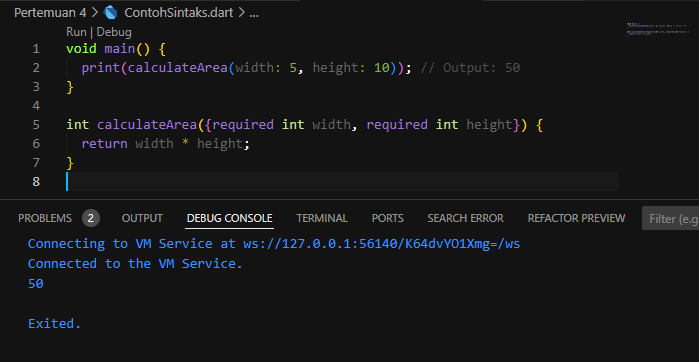 Pertemuan 4 > ContohSintaks.dart > ...
Run | Debug
1 void main() {
2   print(calculateArea(width: 5, height: 10)); // Output: 50
3 }
4
5 int calculateArea({required int width, required int height}) {
6   return width * height;
7 }
8
PROBLEMS 2 OUTPUT DEBUG CONSOLE TERMINAL PORTS SEARCH ERROR REFACTOR PREVIEW Filter (e.g
Connecting to VM Service at ws://127.0.0.1:56140/K64dvYO1Xmg=/ws
Connected to the VM Service.
50
Exited.